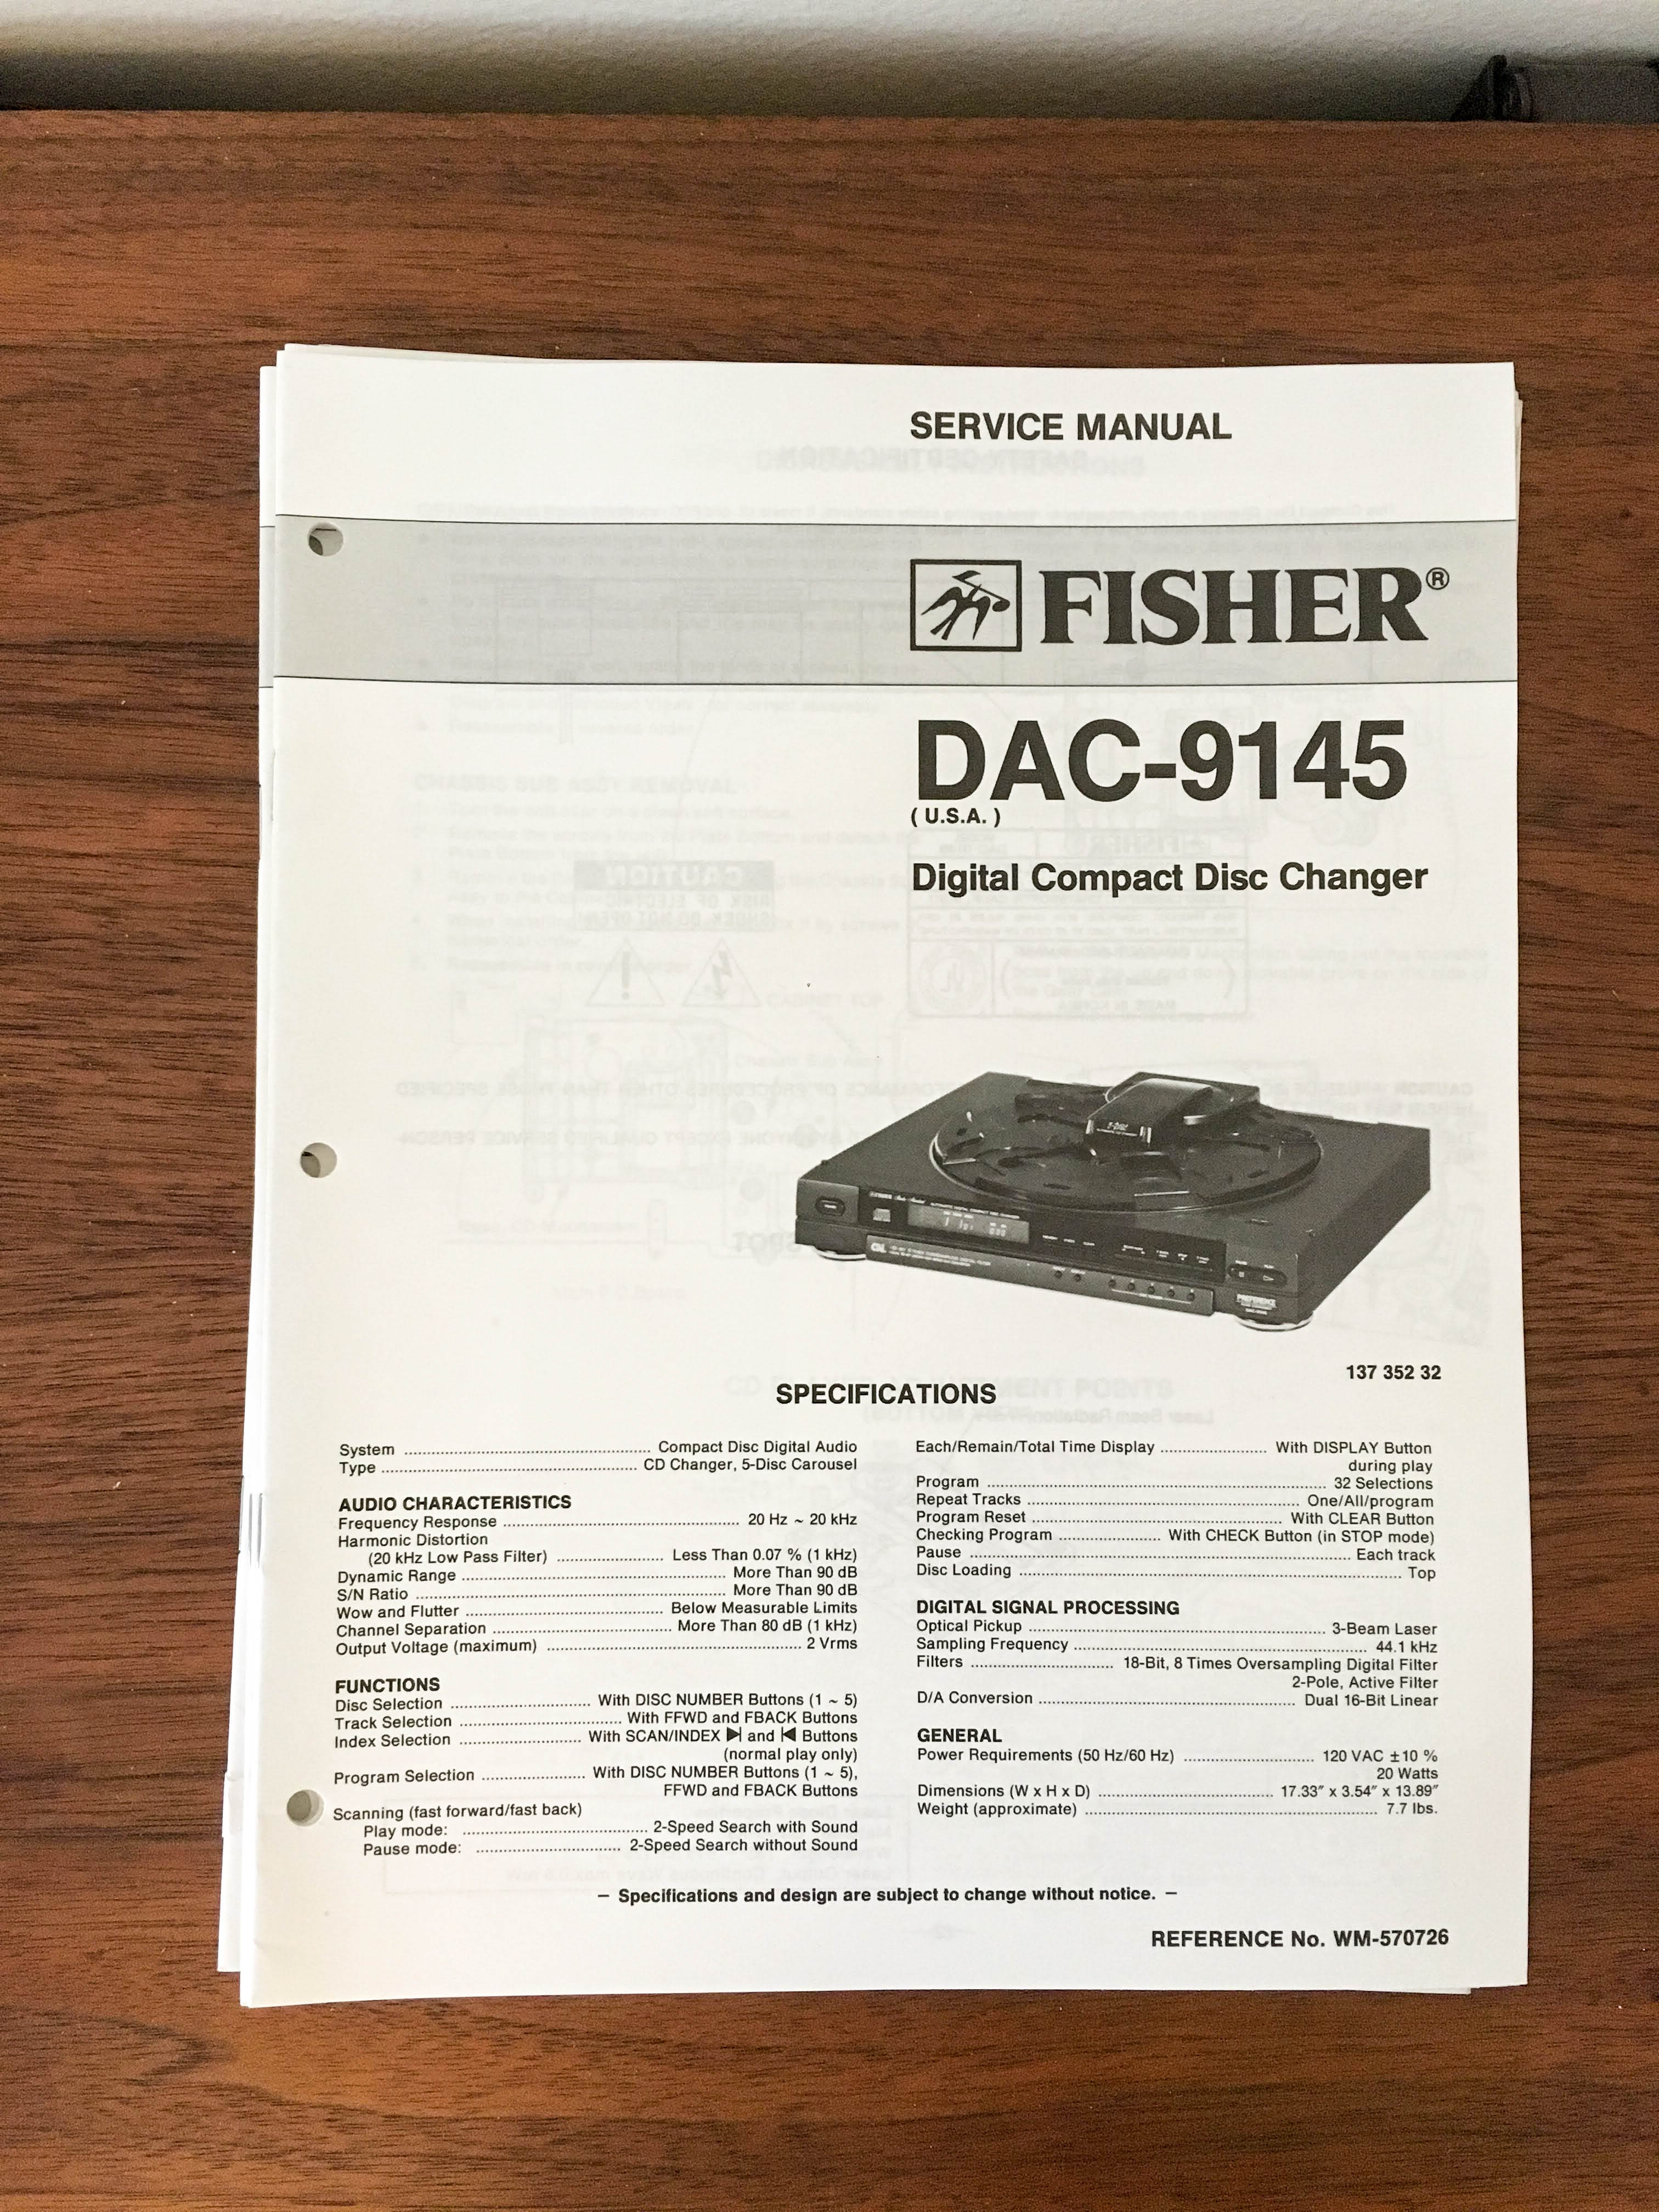 SERVICE MANUAL
FISHER®
DAC-9145
( U.S.A. )
Digital Compact Disc Changer
137 352 32
SPECIFICATIONS
System ........ Compact Disc Digital Audio
Type ........ CD Changer, 5-Disc Carousel
AUDIO CHARACTERISTICS
Frequency Response ........ 20 Hz ~ 20 kHz
Harmonic Distortion
(20 kHz Low Pass Filter) ........ Less Than 0.07 % (1 kHz)
Dynamic Range ........ More Than 90 dB
S/N Ratio ........ More Than 90 dB
Wow and Flutter ........ Below Measurable Limits
Channel Separation ........ More Than 80 dB (1 kHz)
Output Voltage (maximum) ........ 2 Vrms
FUNCTIONS
Disc Selection ........ With DISC NUMBER Buttons (1 ~ 5)
Track Selection ........ With FFWD and FBACK Buttons
Index Selection ........ With SCAN/INDEX ▶| and |◀ Buttons
(normal play only)
Program Selection ........ With DISC NUMBER Buttons (1 ~ 5),
FFWD and FBACK Buttons
Scanning (fast forward/fast back)
Play mode: ........ 2-Speed Search with Sound
Pause mode: ........ 2-Speed Search without Sound
Each/Remain/Total Time Display ........ With DISPLAY Button
during play
Program ........ 32 Selections
Repeat Tracks ........ One/All/program
Program Reset ........ With CLEAR Button
Checking Program ........ With CHECK Button (in STOP mode)
Pause ........ Each track
Disc Loading ........ Top
DIGITAL SIGNAL PROCESSING
Optical Pickup ........ 3-Beam Laser
Sampling Frequency ........ 44.1 kHz
Filters ........ 18-Bit, 8 Times Oversampling Digital Filter
2-Pole, Active Filter
D/A Conversion ........ Dual 16-Bit Linear
GENERAL
Power Requirements (50 Hz/60 Hz) ........ 120 VAC ±10 %
20 Watts
Dimensions (W x H x D) ........ 17.33″ x 3.54″ x 13.89″
Weight (approximate) ........ 7.7 lbs.
– Specifications and design are subject to change without notice. –
REFERENCE No. WM-570726